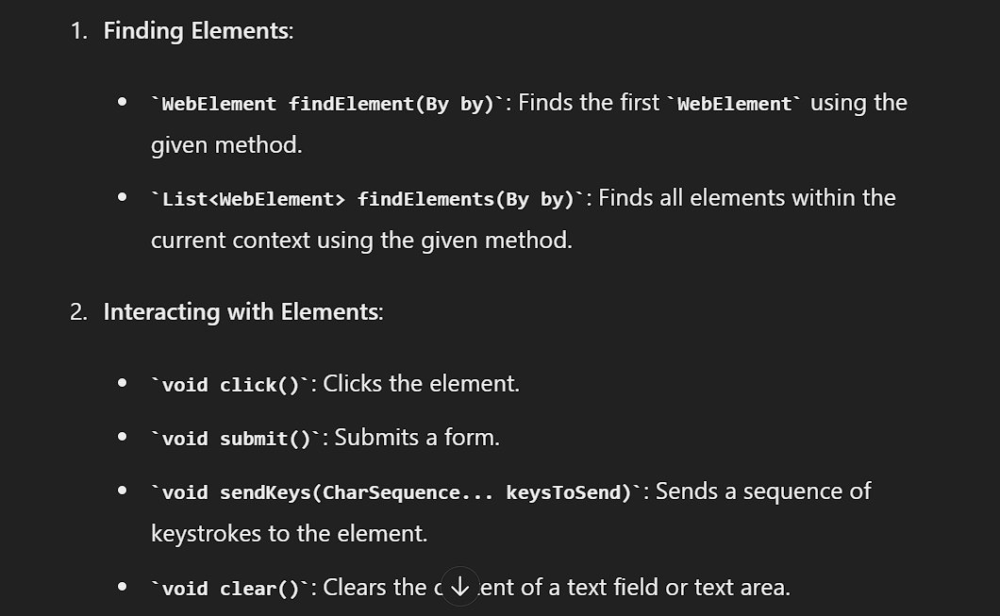 1. Finding Elements:
• `WebElement findElement(By by)`: Finds the first `WebElement` using the
given method.
• `List<WebElement> findElements(By by)`: Finds all elements within the
current context using the given method.
2. Interacting with Elements:
• `void click()`: Clicks the element.
• `void submit()`: Submits a form.
• `void sendKeys(CharSequence... keysToSend)`: Sends a sequence of
keystrokes to the element.
• `void clear()`: Clears the of a text field or text area.